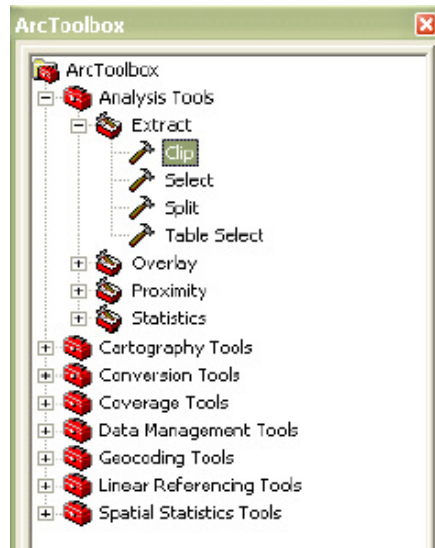 ArcToolbox
ArcToolbox
Analysis Tools
Extract
Clip
Select
Split
Table Select
Overlay
Proximity
Statistics
Cartography Tools
Conversion Tools
Coverage Tools
Data Management Tools
Geocoding Tools
Linear Referencing Tools
Spatial Statistics Tools